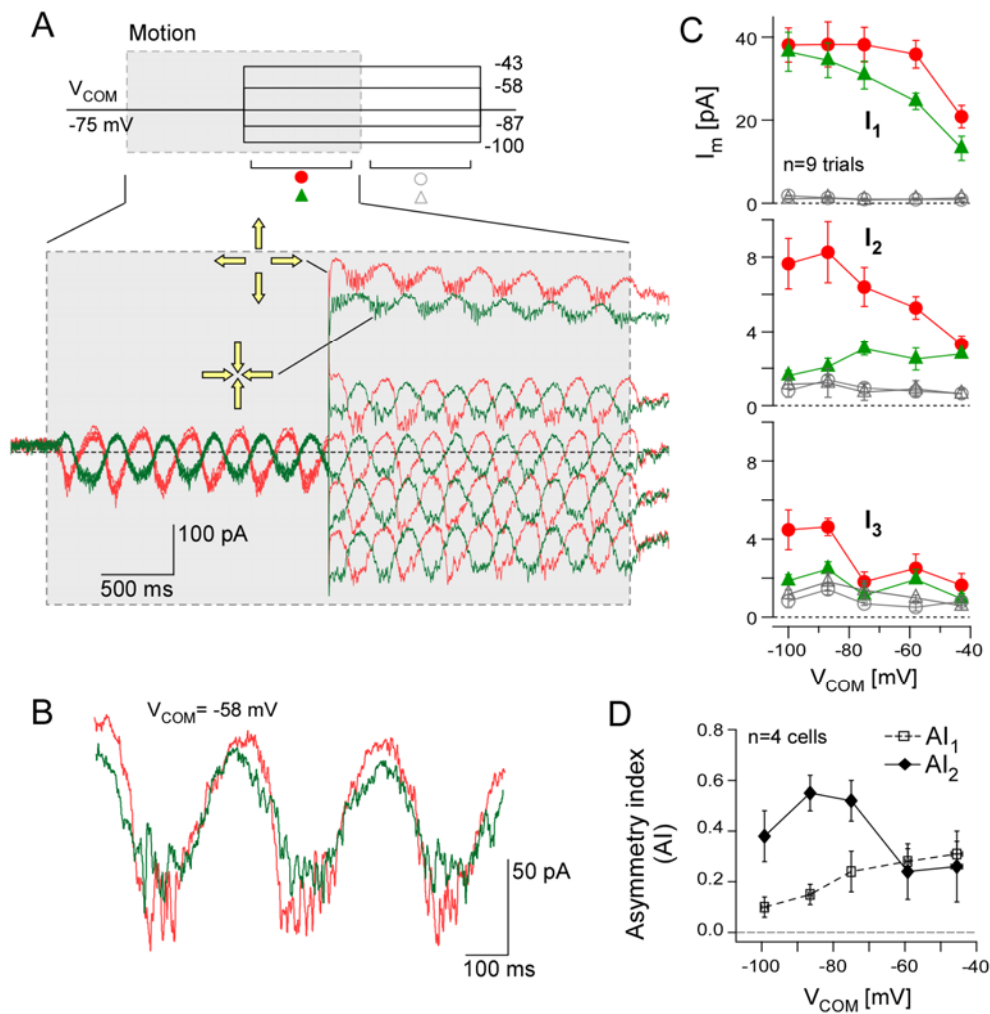 A
Motion
V_COM
-75 mV
-43
-58
-87
-100
100 pA
500 ms
B
V_COM= -58 mV
50 pA
100 ms
C
I_m [pA]
40
20
0
I_1
n=9 trials
8
4
0
I_2
8
4
0
I_3
-100
-80
-60
-40
V_COM [mV]
D
n=4 cells
AI_1
AI_2
Asymmetry index
(AI)
0.8
0.6
0.4
0.2
0.0
-100
-80
-60
-40
V_COM [mV]